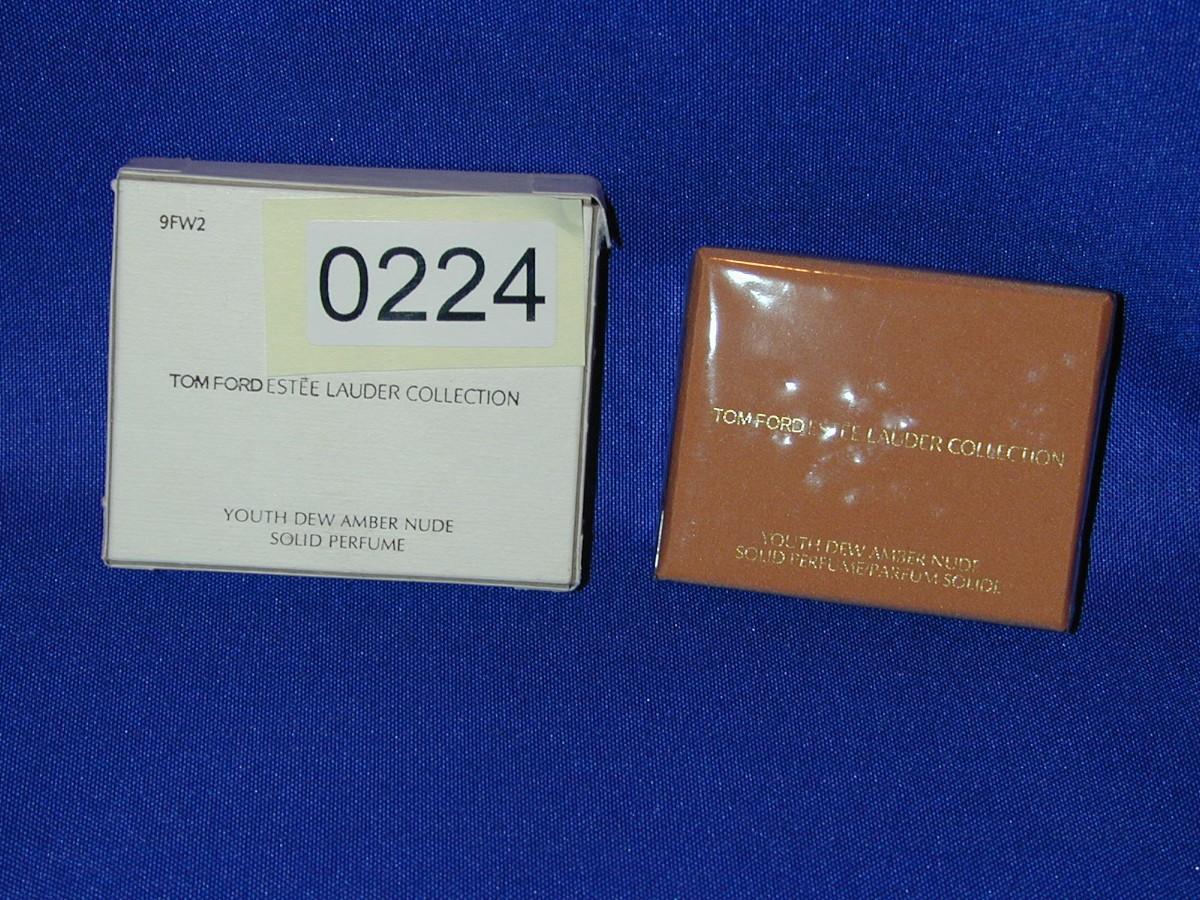 9FW2
0224
TOM FORD ESTĒE LAUDER COLLECTION
YOUTH DEW AMBER NUDE
SOLID PERFUME
TOM FORD ESTĒE LAUDER COLLECTION
YOUTH DEW AMBER NUDE
SOLID PERFUME/PARFUM SOLIDE